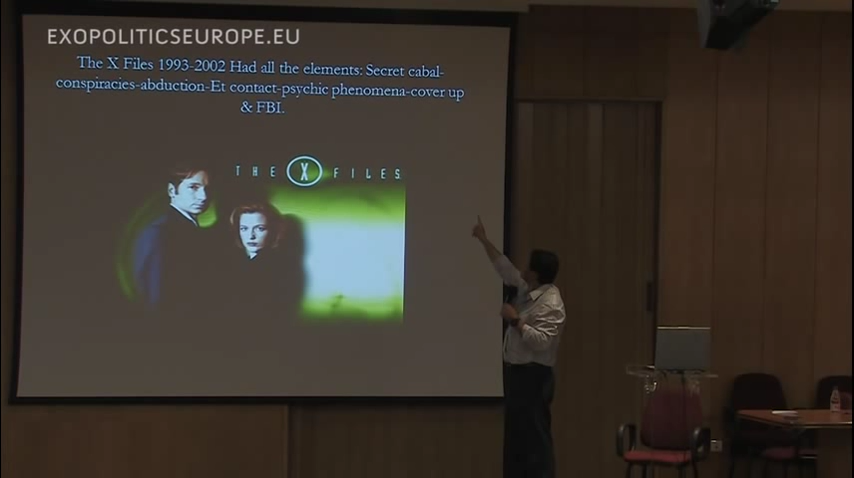 EXOPOLITICSEUROPE.EU
The X Files 1993-2002 Had all the elements: Secret cabal-
conspiracies-abduction-Et contact-psychic phenomena-cover up
& FBI.
THE X FILES